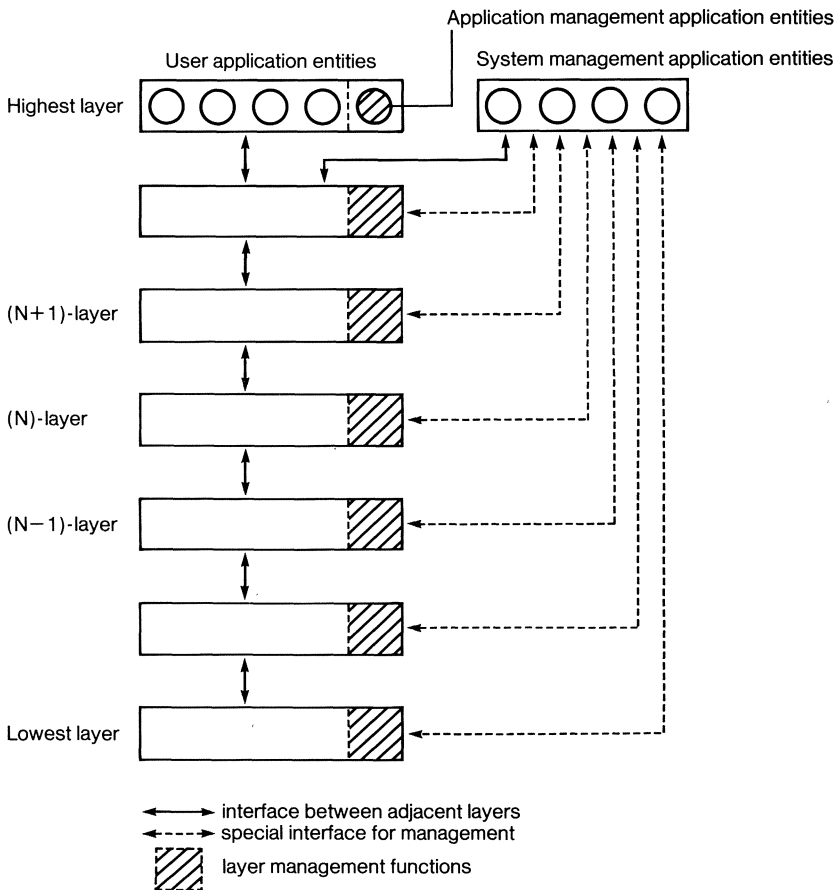 Application management application entities
User application entities
System management application entities
Highest layer
(N+1)-layer
(N)-layer
(N−1)-layer
Lowest layer
interface between adjacent layers
special interface for management
layer management functions